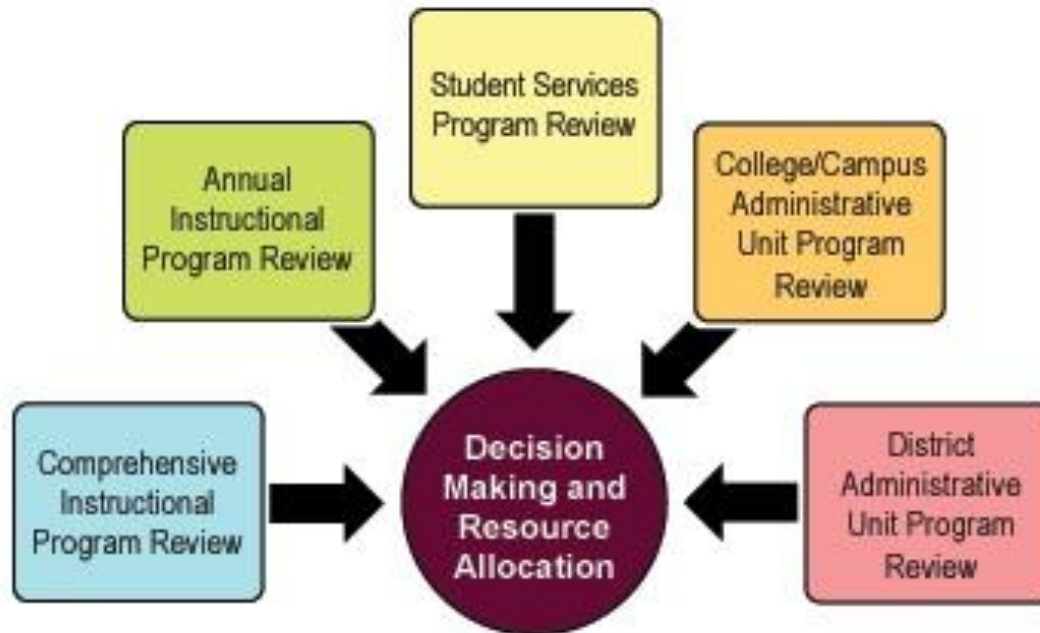 Student Services
Program Review
Annual
Instructional
Program Review
College/Campus
Administrative
Unit Program
Review
Comprehensive
Instructional
Program Review
Decision
Making and
Resource
Allocation
District
Administrative
Unit Program
Review